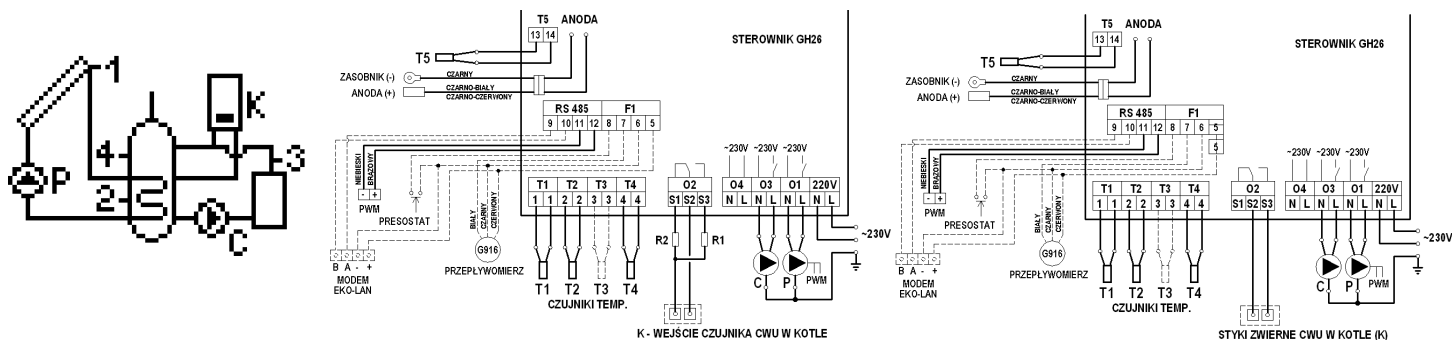 1
K
4
3
P
2
C
T5 ANODA
13 14
STEROWNIK GH26
T5
ZASOBNIK (-)
CZARNY
ANODA (+)
CZARNO-BIAŁY
CZARNO-CZERWONY
RS 485 F1
9 10 11 12 8 7 6 5
NIEBIESKI
BRĄZOWY
- +
PWM
PRESOSTAT
BIAŁY
CZARNY
CZERWONY
G916
PRZEPŁYWOMIERZ
B A - +
MODEM
EKO-LAN
~230V ~230V
T1 T2 T3 T4 O2 O4 O3 O1 220V
1 1 2 2 3 3 4 4 S1 S2 S3 N L N L N L N L
R2 R1
~230V
C P PWM
T1 T2 T3 T4
CZUJNIKI TEMP.
K - WEJŚCIE CZUJNIKA CWU W KOTLE
T5 ANODA
13 14
STEROWNIK GH26
T5
ZASOBNIK (-)
CZARNY
ANODA (+)
CZARNO-BIAŁY
CZARNO-CZERWONY
RS 485 F1
9 10 11 12 8 7 6 5
5
NIEBIESKI
BRĄZOWY
- +
PWM
PRESOSTAT
BIAŁY
CZARNY
CZERWONY
G916
PRZEPŁYWOMIERZ
B A - +
MODEM
EKO-LAN
~230V ~230V
T1 T2 T3 T4 O2 O4 O3 O1 220V
1 1 2 2 3 3 4 4 S1 S2 S3 N L N L N L N L
~230V
C P PWM
T1 T2 T3 T4
CZUJNIKI TEMP.
STYKI ZWIERNE CWU W KOTLE (K)